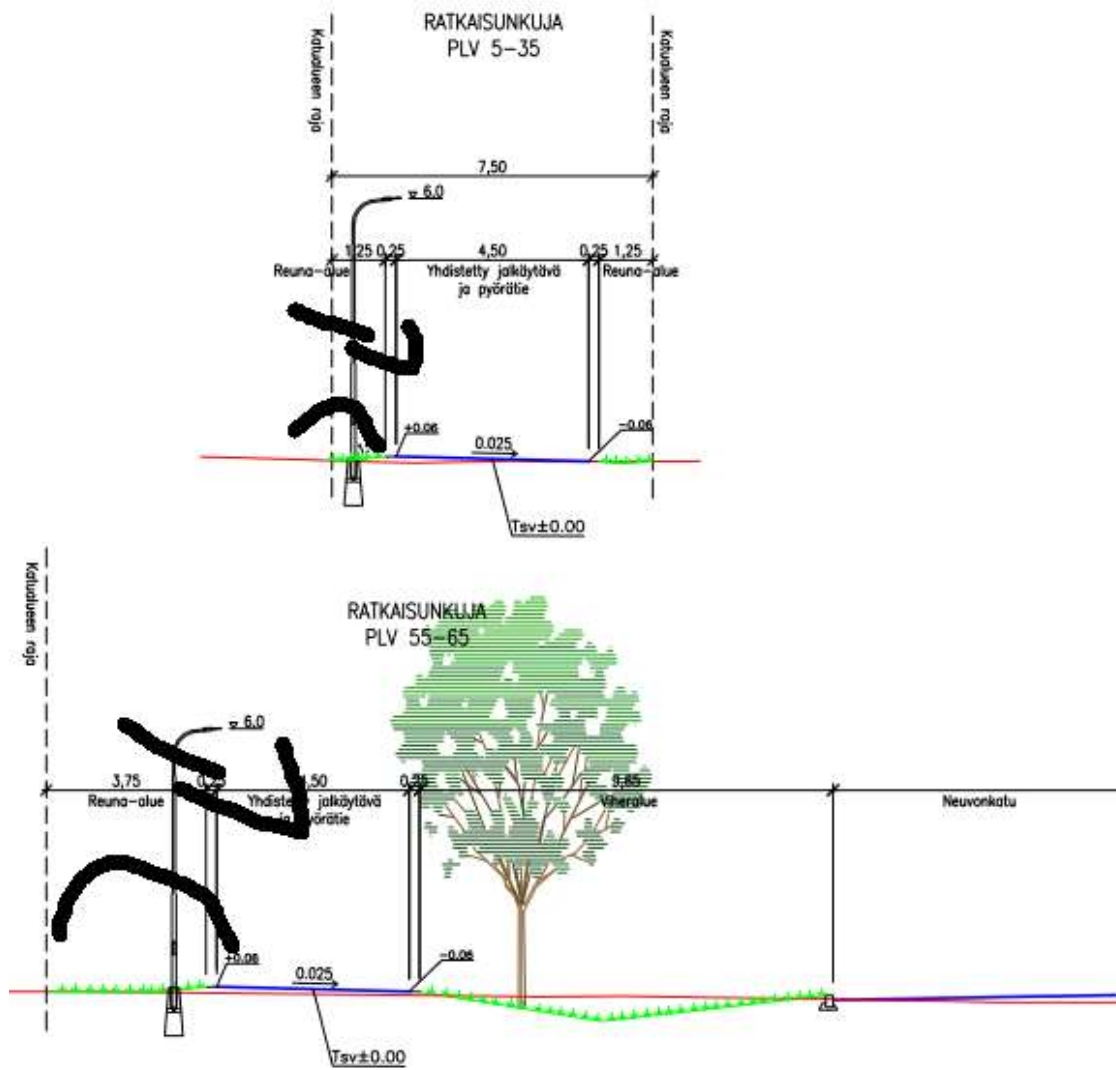 RATKAISUNKUJA
PLV 5-35
Katualueen raja
Katualueen raja
7,50
6.0
1,25 0,25 4,50 0,25 1,25
Reuna-alue Yhdistetty jalkäytävä Reuna-alue
ja pyörätie
+0.06
0.025
-0.06
Tsv±0.00
Katualueen raja
RATKAISUNKUJA
PLV 55-65
6.0
3,75
Reuna-alue Yhdistetty jalkäytävä Viheralue Neuvonkatu
pyörätie
+0.06
0.025
-0.06
Tsv±0.00